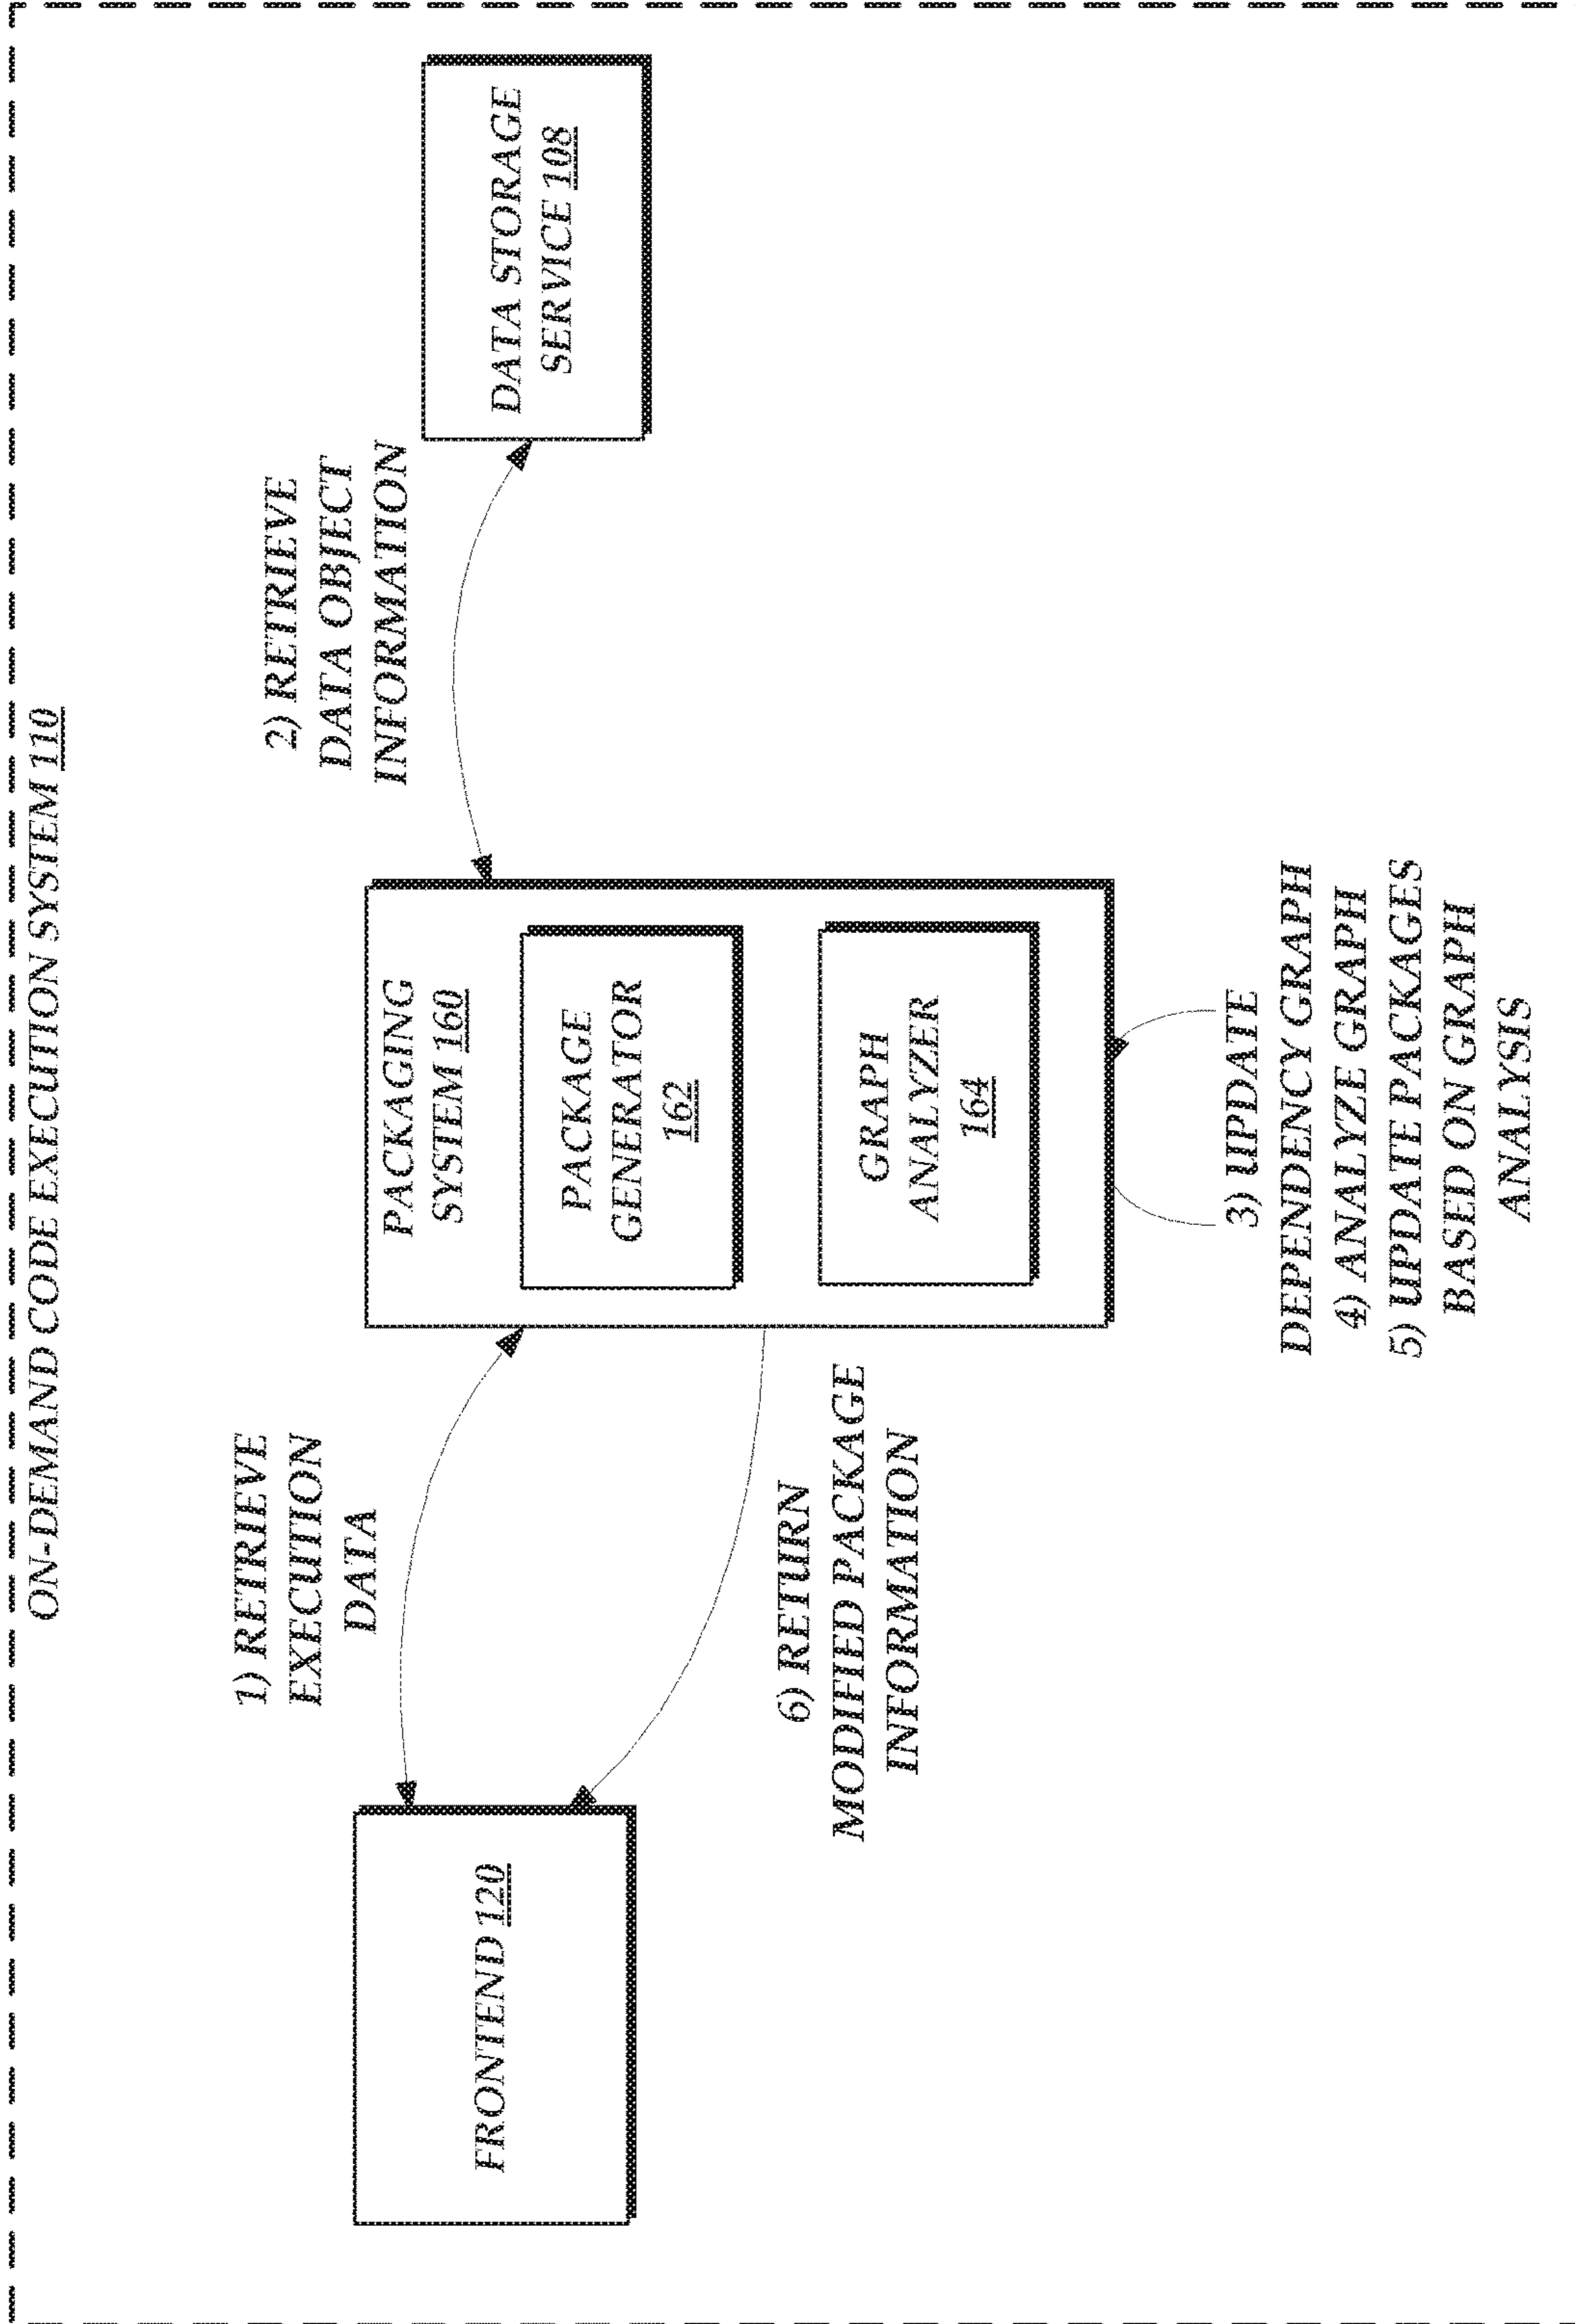 ON-DEMAND CODE EXECUTION SYSTEM 110
1) RETRIEVE
EXECUTION
DATA
2) RETRIEVE
DATA OBJECT
INFORMATION
FRONTEND 120
PACKAGING
SYSTEM 160
PACKAGE
GENERATOR
162
GRAPH
ANALYZER
164
DATA STORAGE
SERVICE 108
6) RETURN
MODIFIED PACKAGE
INFORMATION
3) UPDATE
DEPENDENCY GRAPH
4) ANALYZE GRAPH
5) UPDATE PACKAGES
BASED ON GRAPH
ANALYSIS